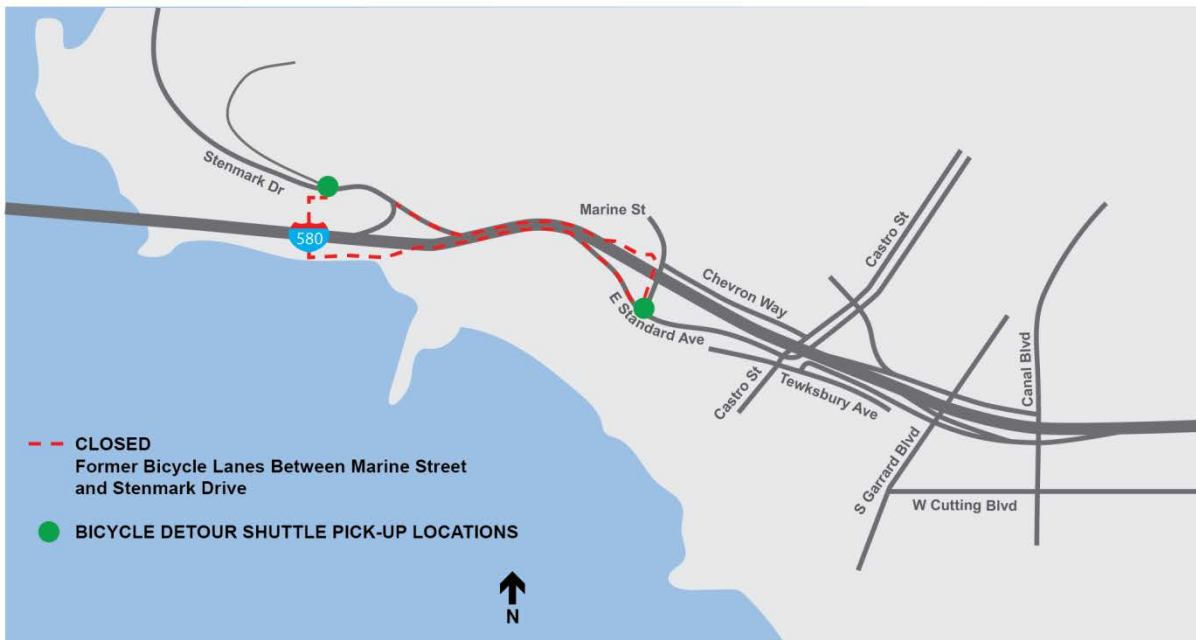 Stenmark Dr
580
Marine St
Castro St
Chevron Way
E Standard Ave
Castro St
Tewksbury Ave
Canal Blvd
S Garrard Blvd
W Cutting Blvd
CLOSED
Former Bicycle Lanes Between Marine Street
and Stenmark Drive
BICYCLE DETOUR SHUTTLE PICK-UP LOCATIONS
N